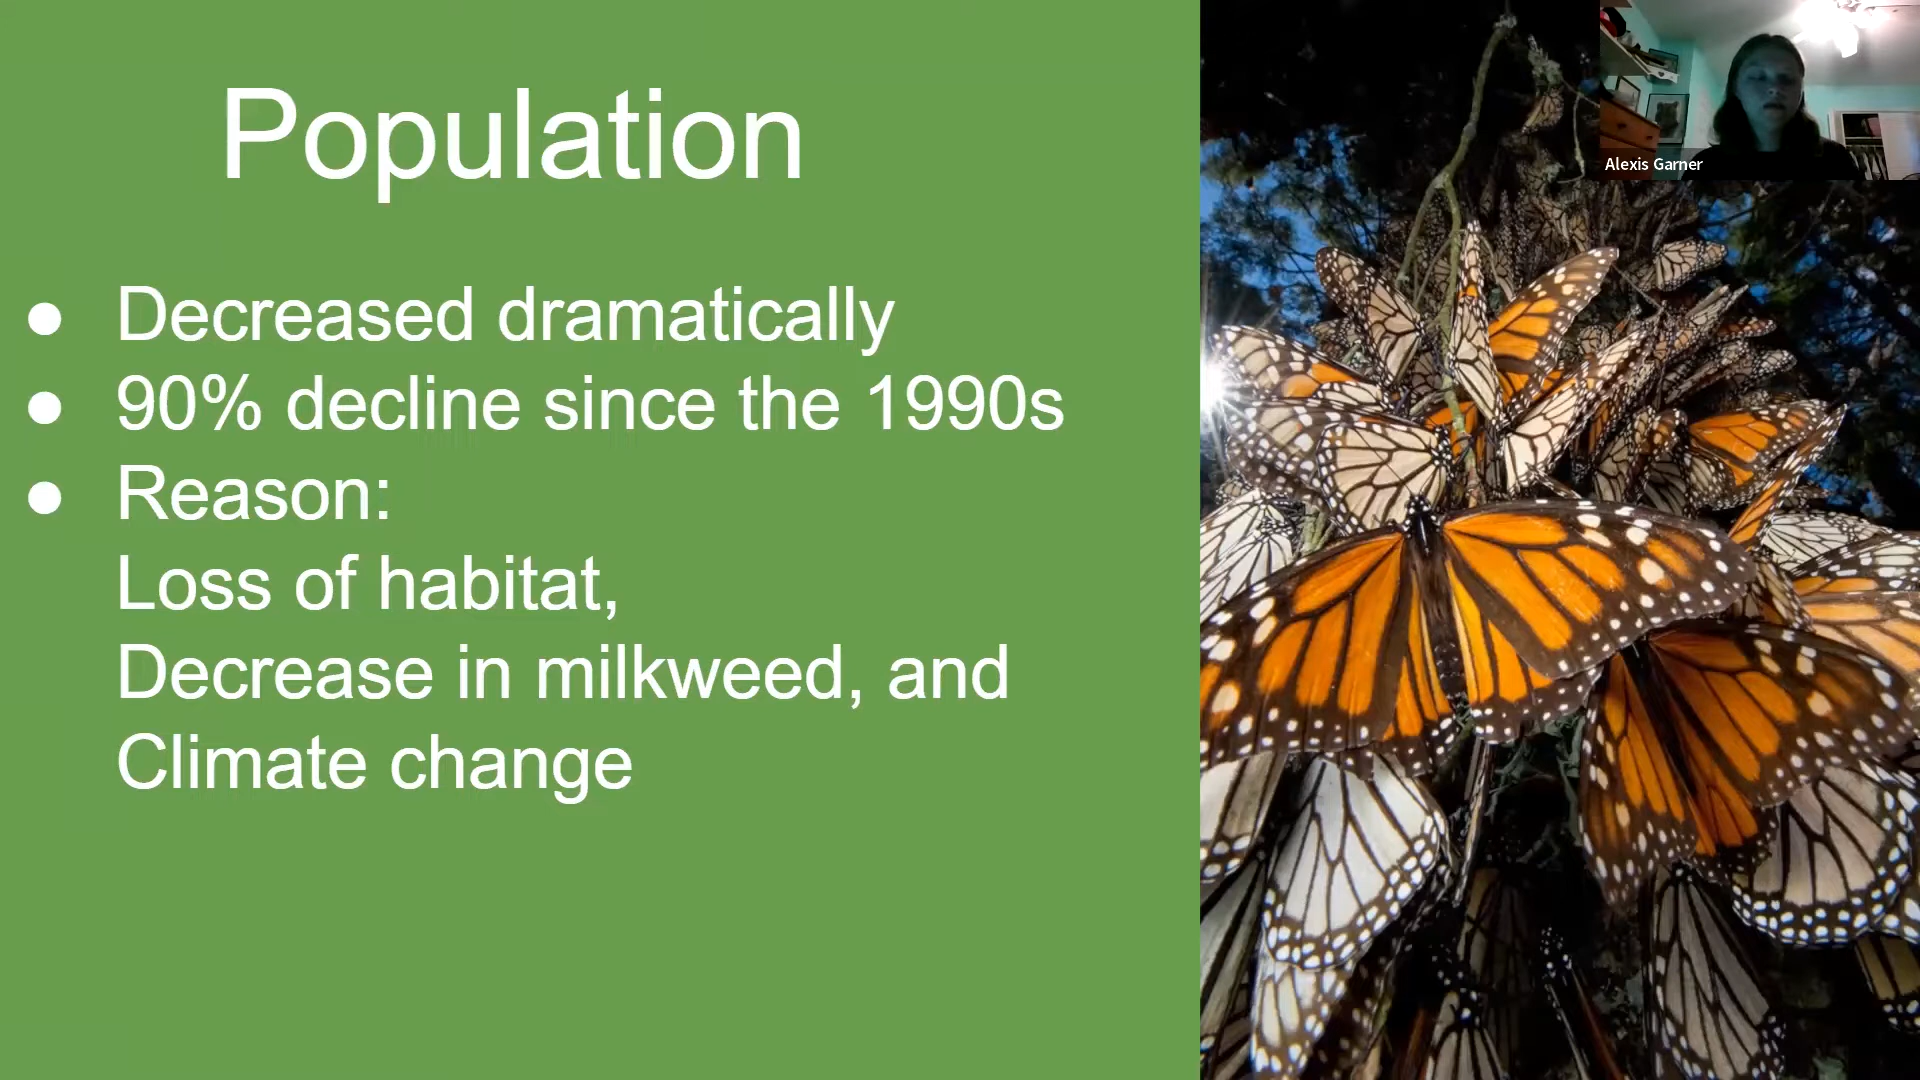 Population
● Decreased dramatically
● 90% decline since the 1990s
● Reason:
Loss of habitat,
Decrease in milkweed, and
Climate change
Alexis Garner